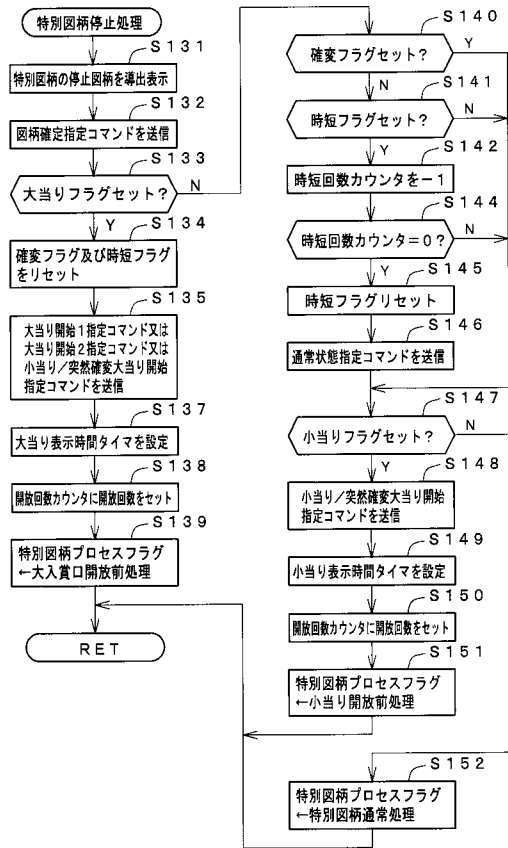 特別図柄停止処理
S131
特別図柄の停止図柄を導出表示
S132
図柄確定指定コマンドを送信
S133
大当りフラグセット?
N
Y
S134
確変フラグ及び時短フラグ
をリセット
S135
大当り開始1指定コマンド又は
大当り開始2指定コマンド又は
小当り/突然確変大当り開始
指定コマンドを送信
S137
大当り表示時間タイマを設定
S138
開放回数カウンタに開放回数をセット
S139
特別図柄プロセスフラグ
←大入賞口開放前処理
RET
S140
確変フラグセット?
Y
N
S141
時短フラグセット?
N
Y
S142
時短回数カウンタを-1
S144
時短回数カウンタ=0?
N
Y
S145
時短フラグリセット
S146
通常状態指定コマンドを送信
S147
小当りフラグセット?
N
Y
S148
小当り/突然確変大当り開始
指定コマンドを送信
S149
小当り表示時間タイマを設定
S150
開放回数カウンタに開放回数をセット
S151
特別図柄プロセスフラグ
←小当り開放前処理
S152
特別図柄プロセスフラグ
←特別図柄通常処理